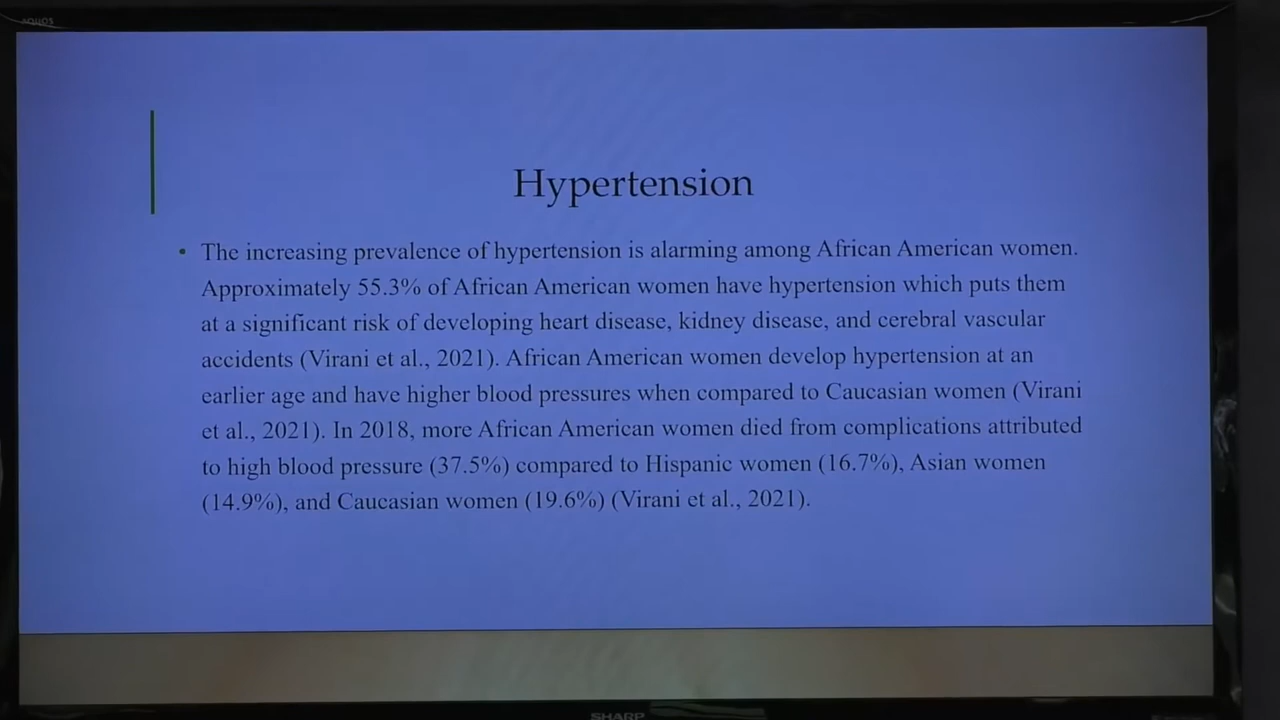 AQUOS
Hypertension
• The increasing prevalence of hypertension is alarming among African American women.
Approximately 55.3% of African American women have hypertension which puts them
at a significant risk of developing heart disease, kidney disease, and cerebral vascular
accidents (Virani et al., 2021). African American women develop hypertension at an
earlier age and have higher blood pressures when compared to Caucasian women (Virani
et al., 2021). In 2018, more African American women died from complications attributed
to high blood pressure (37.5%) compared to Hispanic women (16.7%), Asian women
(14.9%), and Caucasian women (19.6%) (Virani et al., 2021).
SHARP